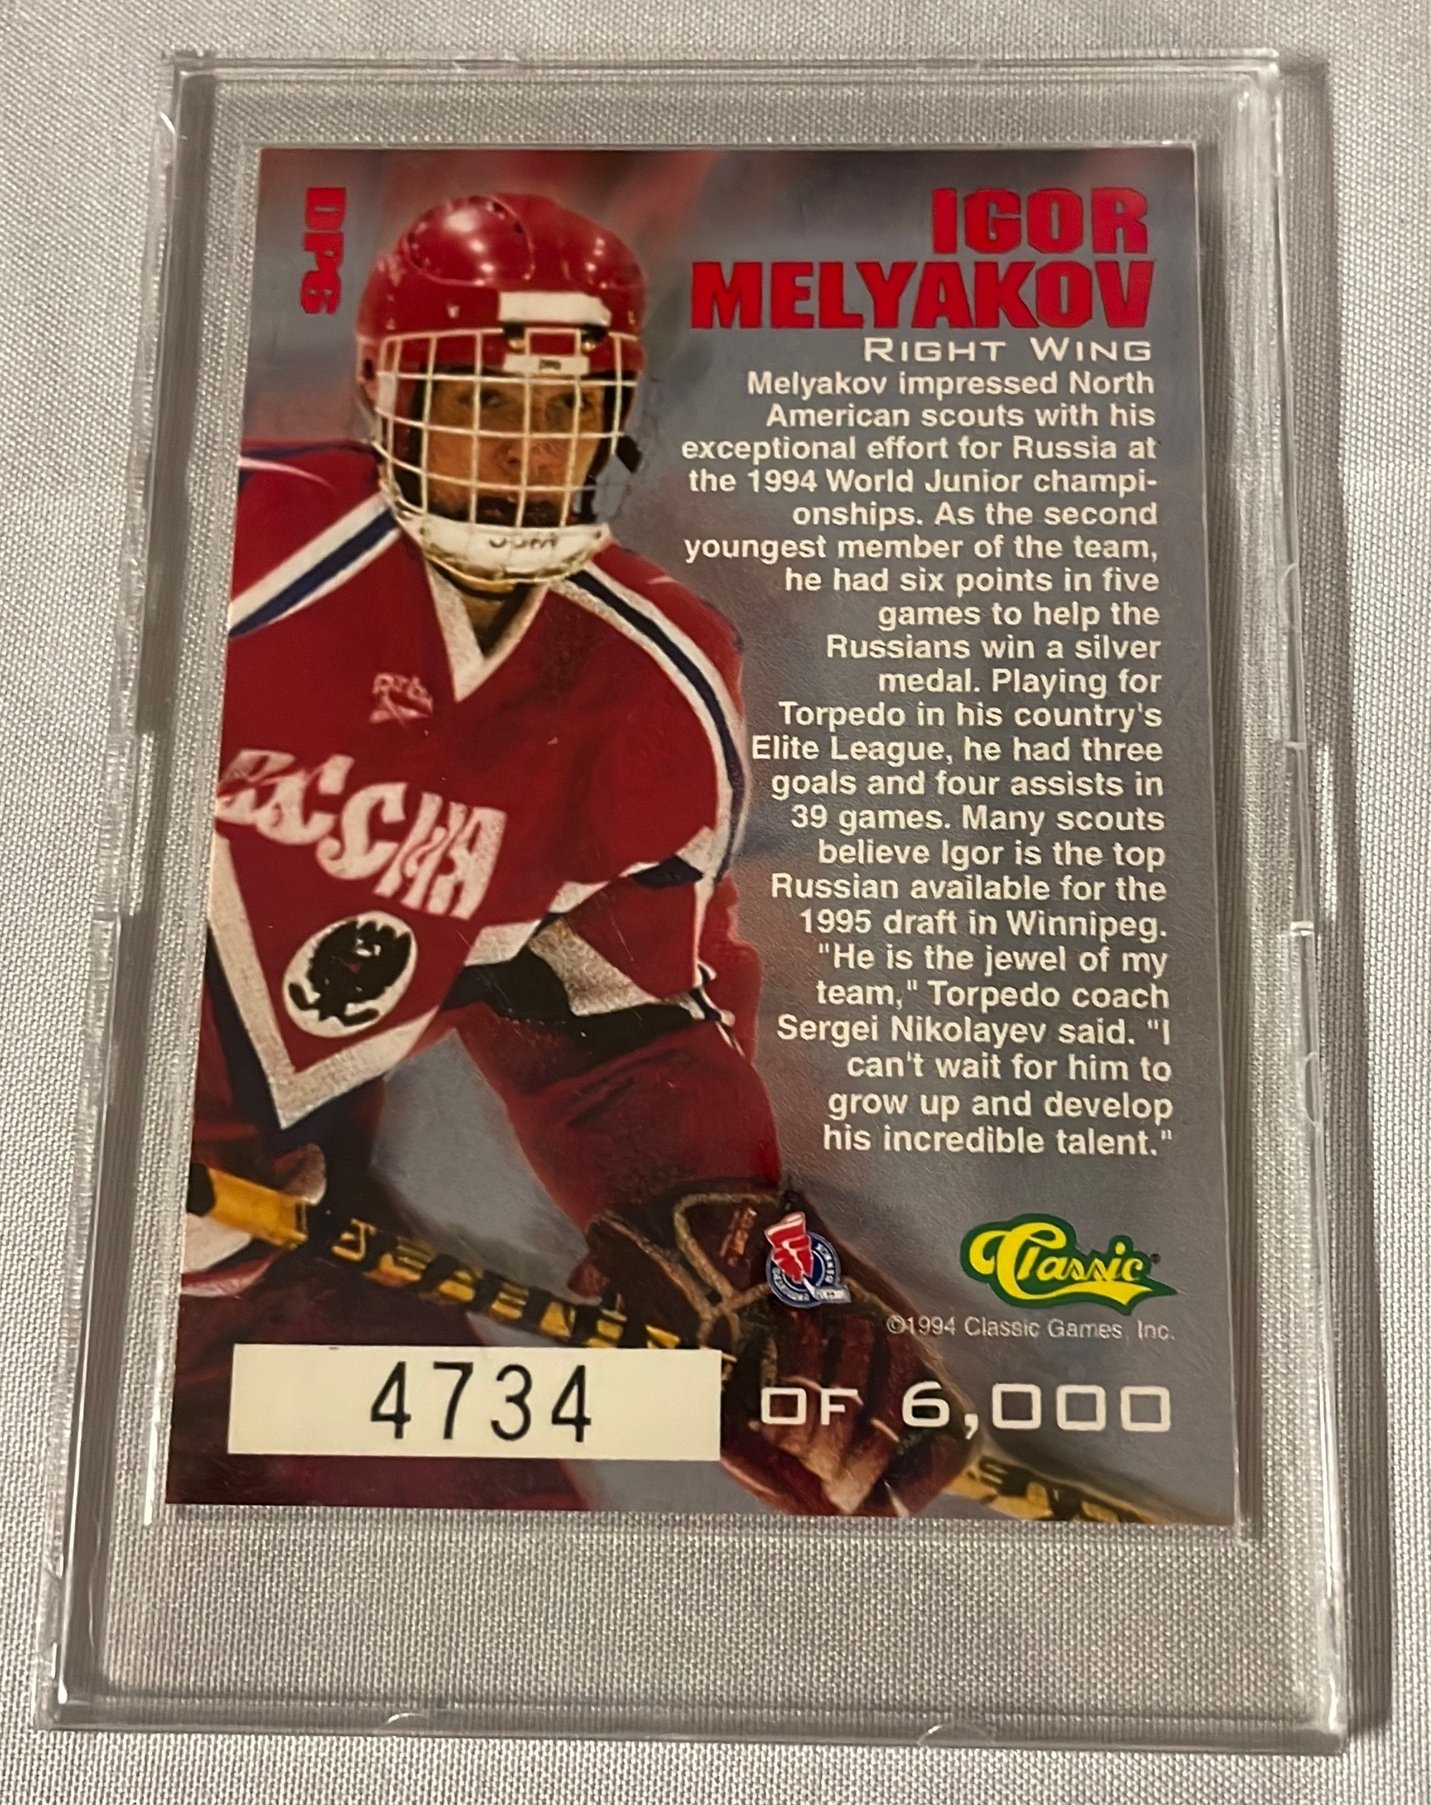 DP6
IGOR
MELYAKOV
RIGHT WING
Melyakov impressed North
American scouts with his
exceptional effort for Russia at
the 1994 World Junior champi-
onships. As the second
youngest member of the team,
he had six points in five
games to help the
Russians win a silver
medal. Playing for
Torpedo in his country's
Elite League, he had three
goals and four assists in
39 games. Many scouts
believe Igor is the top
Russian available for the
1995 draft in Winnipeg.
"He is the jewel of my
team," Torpedo coach
Sergei Nikolayev said. "I
can't wait for him to
grow up and develop
his incredible talent."
Classic®
©1994 Classic Games, Inc.
4734 OF 6,000